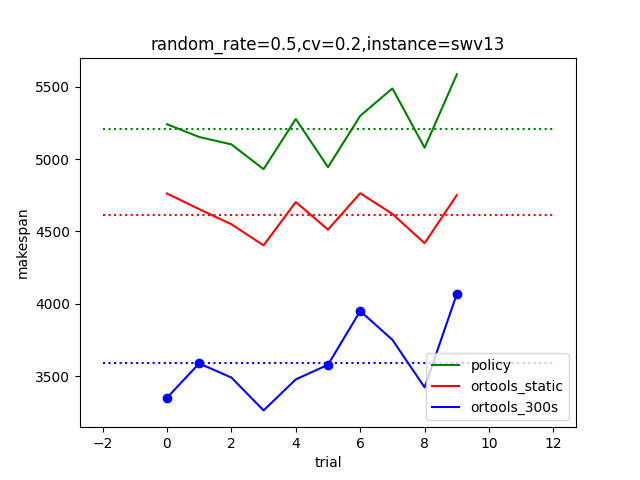 random_rate=0.5,cv=0.2,instance=swv13
makespan
5500
5000
4500
4000
3500
−2
0
2
4
6
8
10
12
trial
policy
ortools_static
ortools_300s